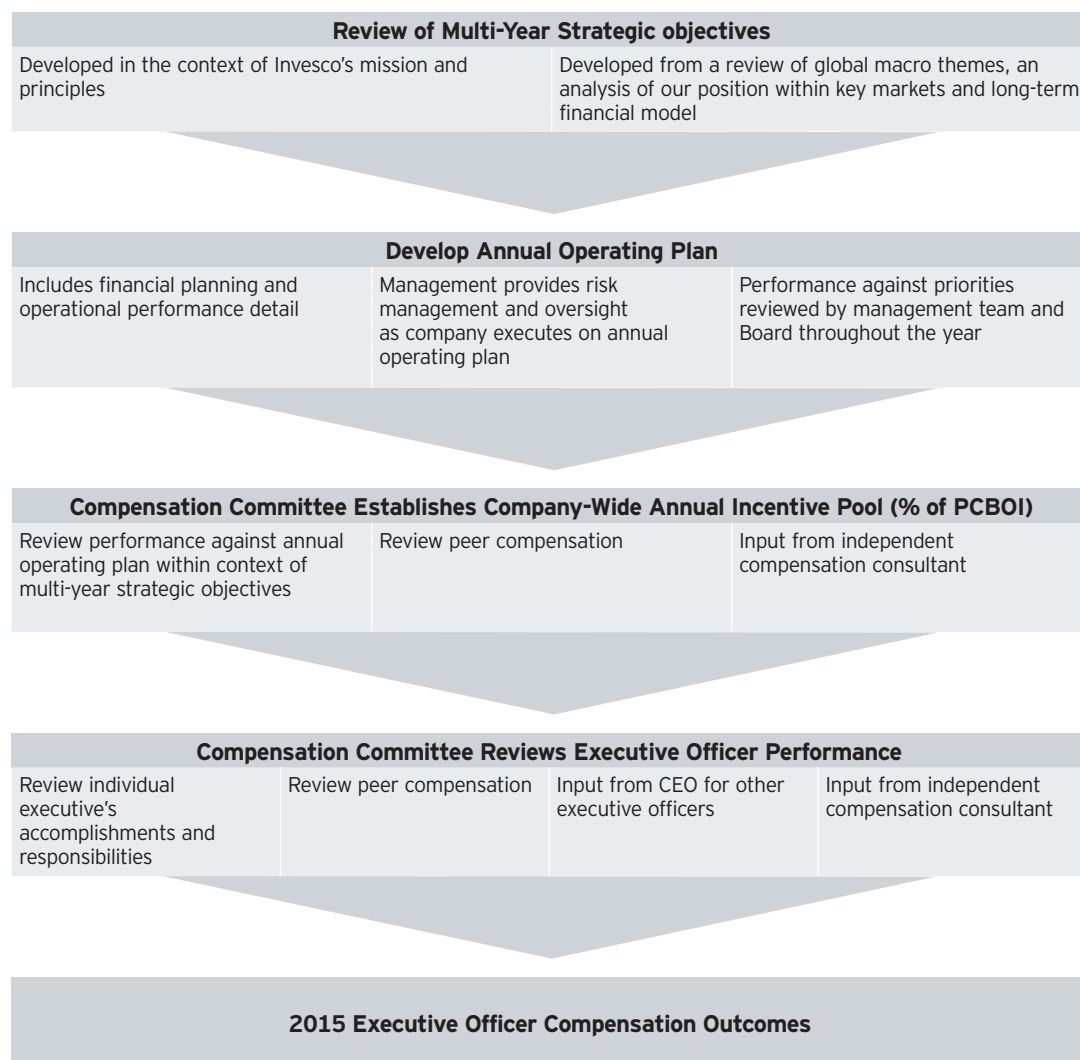 Review of Multi-Year Strategic objectives
Developed in the context of Invesco's mission and
principles
Developed from a review of global macro themes, an
analysis of our position within key markets and long-term
financial model
Develop Annual Operating Plan
Includes financial planning and
operational performance detail
Management provides risk
management and oversight
as company executes on annual
operating plan
Performance against priorities
reviewed by management team and
Board throughout the year
Compensation Committee Establishes Company-Wide Annual Incentive Pool (% of PCBOI)
Review performance against annual
operating plan within context of
multi-year strategic objectives
Review peer compensation
Input from independent
compensation consultant
Compensation Committee Reviews Executive Officer Performance
Review individual
executive's
accomplishments and
responsibilities
Review peer compensation
Input from CEO for other
executive officers
Input from independent
compensation consultant
2015 Executive Officer Compensation Outcomes